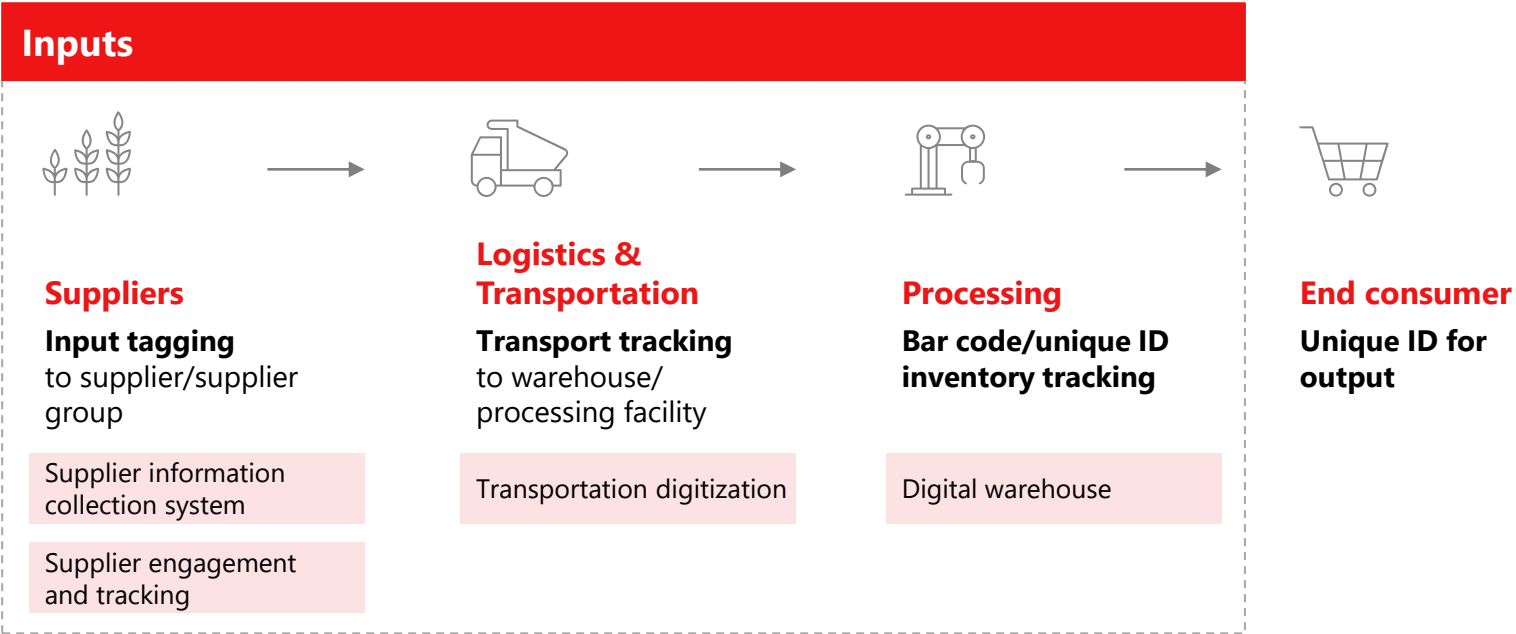 Inputs
Suppliers
Input tagging
to supplier/supplier
group
Supplier information
collection system
Supplier engagement
and tracking
Logistics &
Transportation
Transport tracking
to warehouse/
processing facility
Transportation digitization
Processing
Bar code/unique ID
inventory tracking
Digital warehouse
End consumer
Unique ID for
output